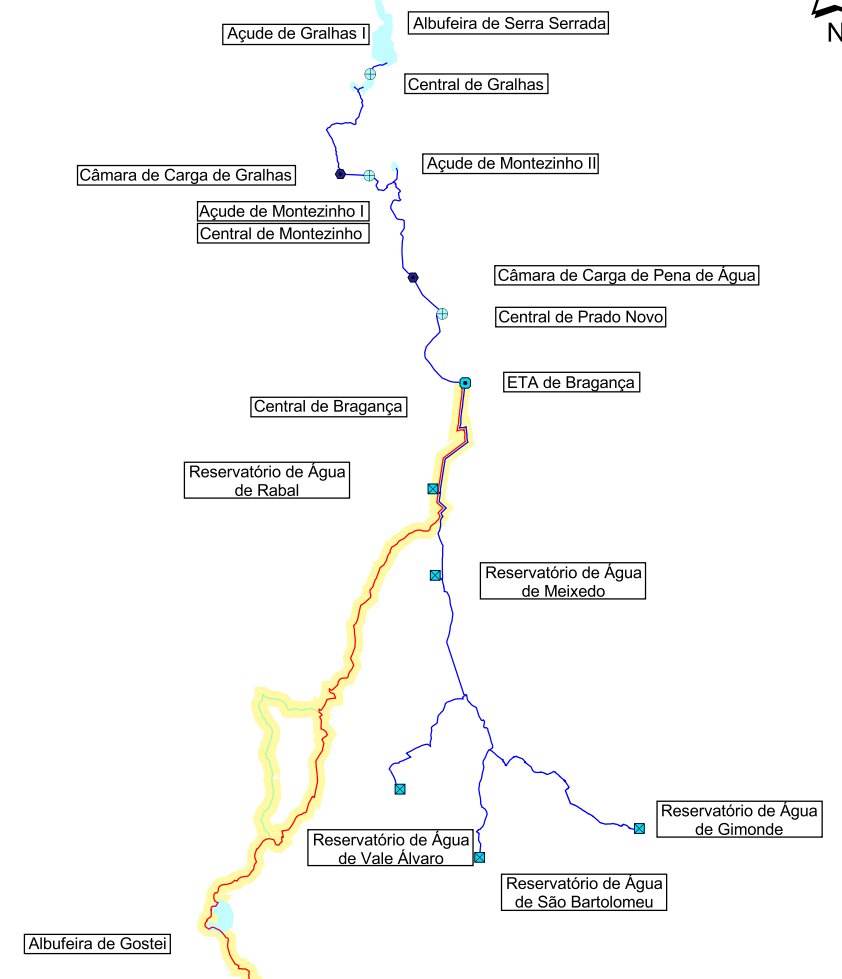 Albufeira de Serra Serrada
Açude de Gralhas I
N
Central de Gralhas
Açude de Montezinho II
Câmara de Carga de Gralhas
Açude de Montezinho I
Central de Montezinho
Câmara de Carga de Pena de Água
Central de Prado Novo
ETA de Bragança
Central de Bragança
Reservatório de Água
de Rabal
Reservatório de Água
de Meixedo
Reservatório de Água
de Gimonde
Reservatório de Água
de Vale Álvaro
Reservatório de Água
de São Bartolomeu
Albufeira de Gostei